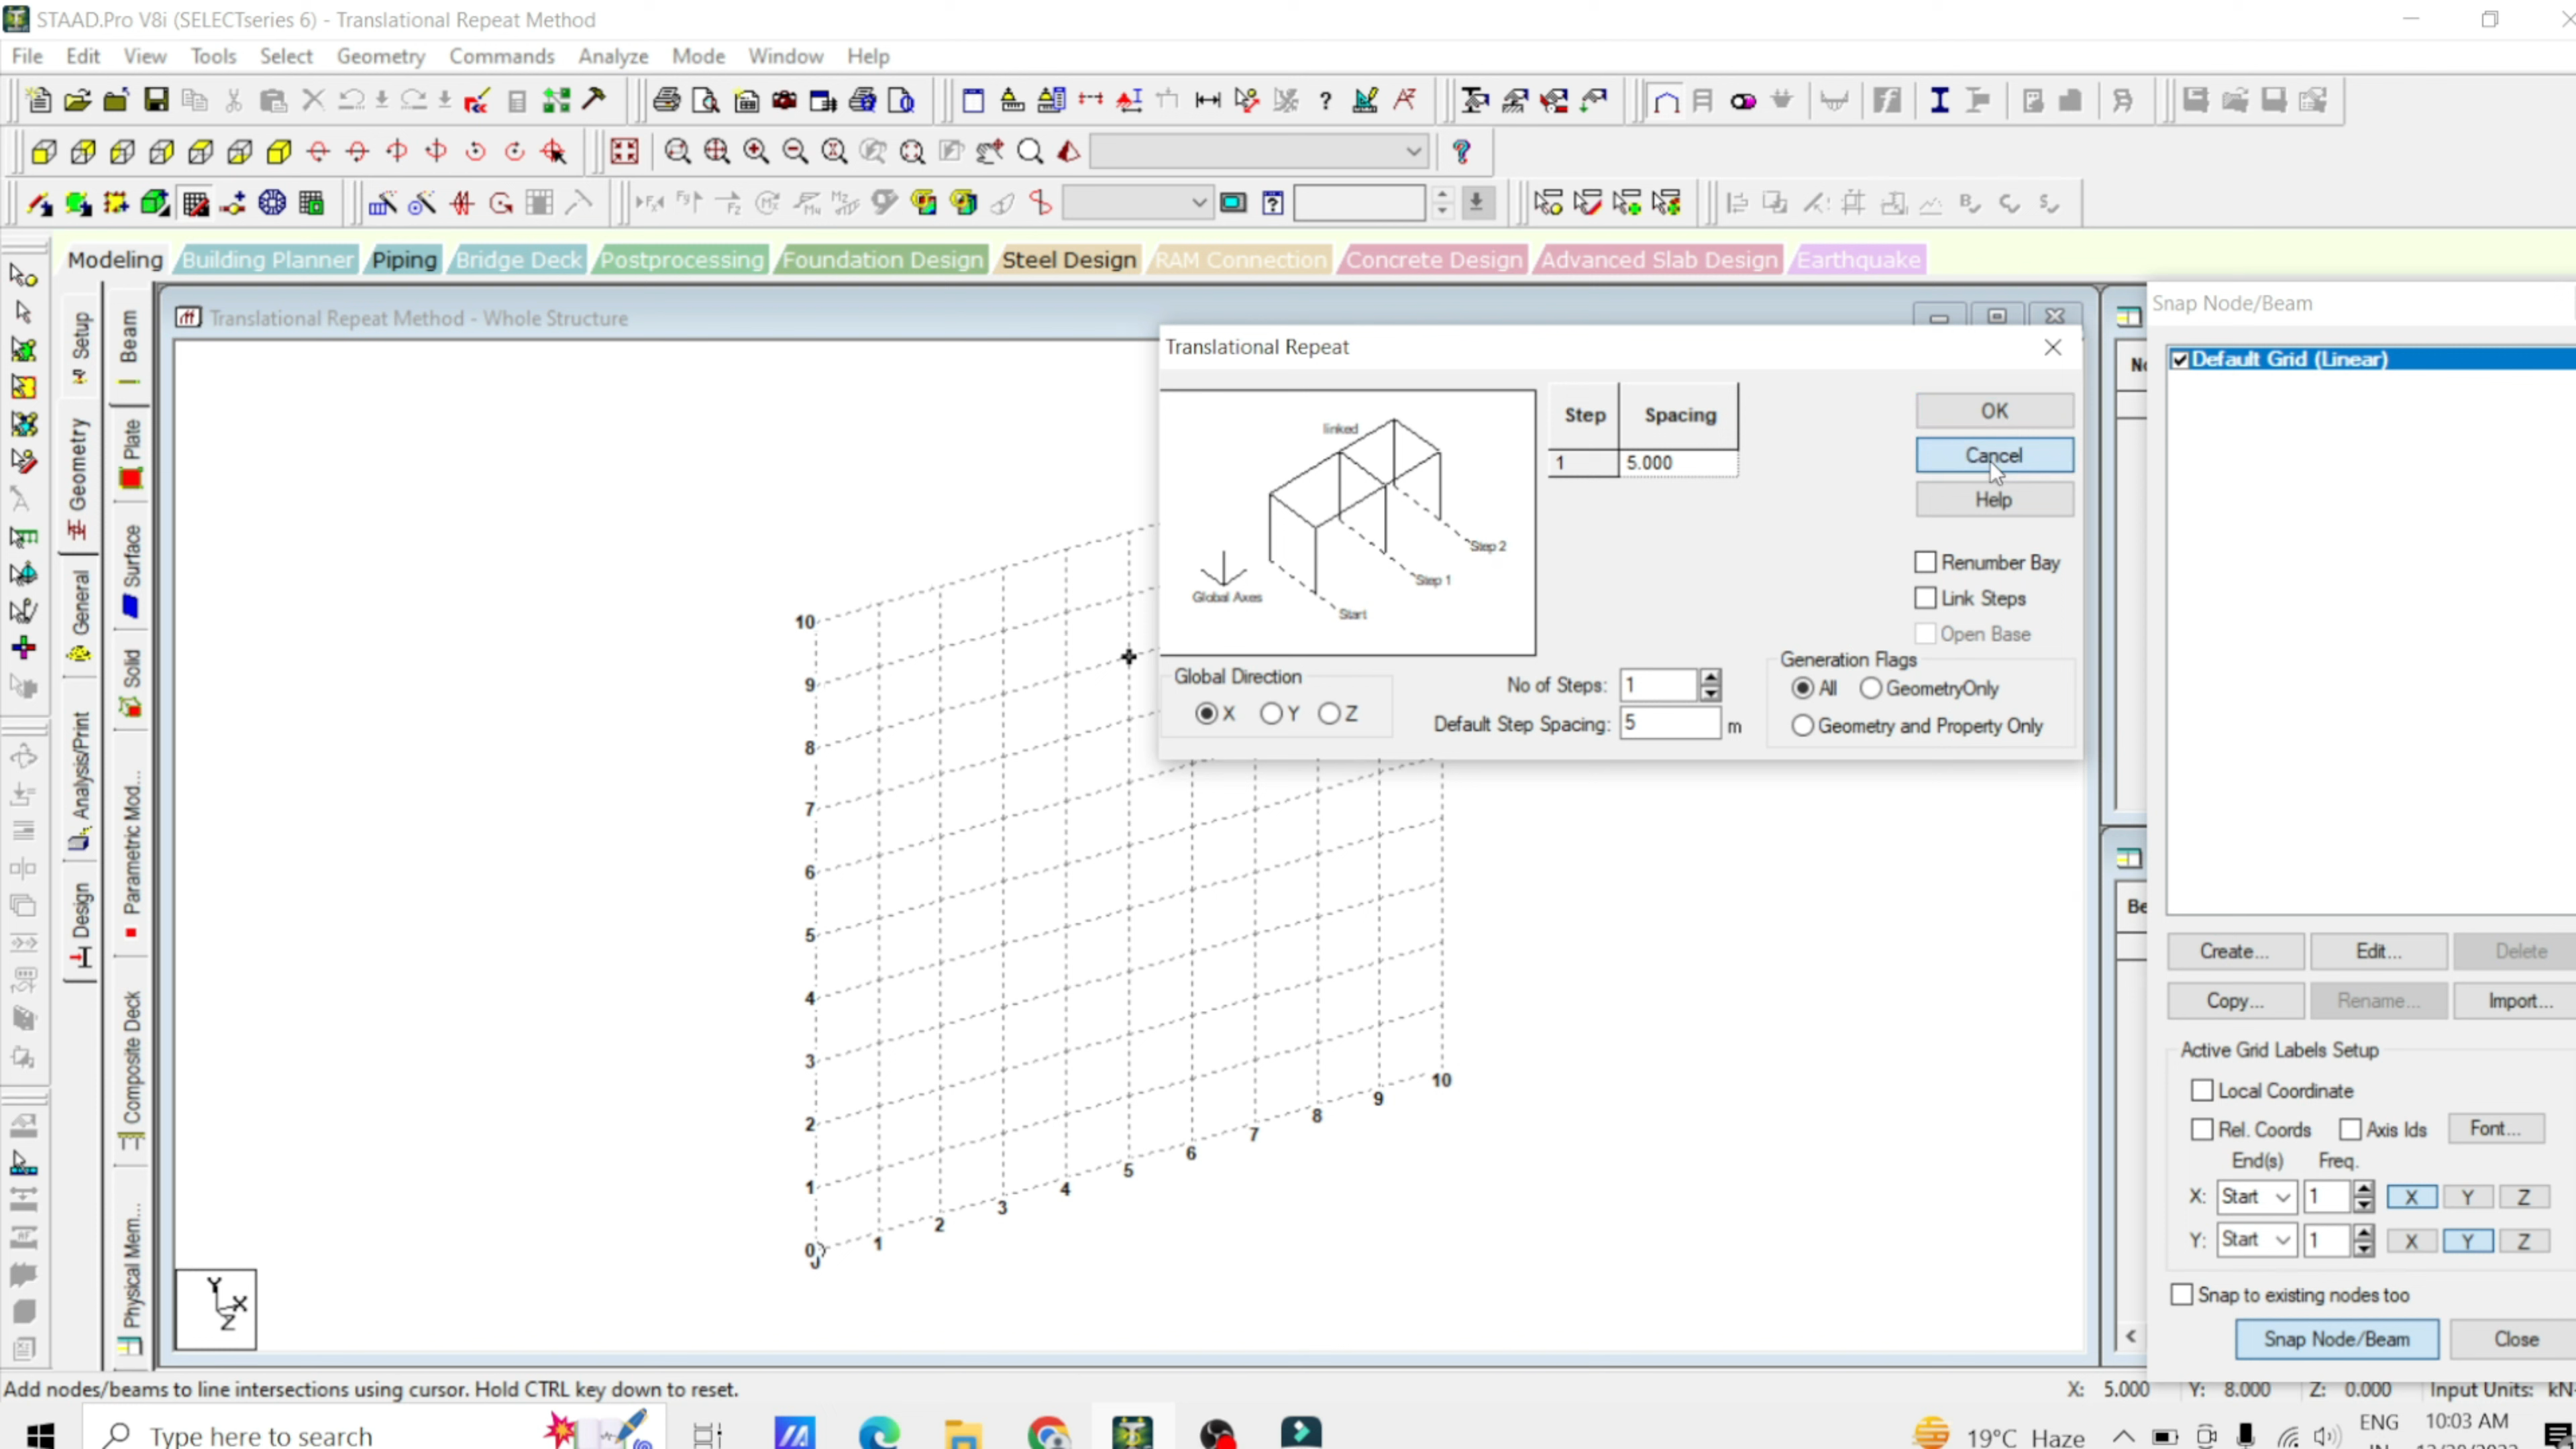 STAAD.Pro V8i (SELECTseries 6) - Translational Repeat Method
File Edit View Tools Select Geometry Commands Analyze Mode Window Help
Modeling Building Planner Piping Bridge Deck Postprocessing Foundation Design Steel Design RAM Connection Concrete Design Advanced Slab Design Earthquake
Setup
Geometry
General
Analysis/Print
Design
Beam
Plate
Surface
Solid
Parametric Mod...
Composite Deck
Physical Mem...
Translational Repeat Method - Whole Structure
10
9
8
7
6
5
4
3
2
1
0
1
2
3
4
5
6
7
8
9
10
Y
X
Z
Translational Repeat
linked
Step 2
Step 1
Start
Global Axes
Step Spacing
1 5.000
OK
Cancel
Help
Renumber Bay
Link Steps
Open Base
Global Direction
X Y Z
No of Steps: 1
Default Step Spacing: 5 m
Generation Flags
All GeometryOnly
Geometry and Property Only
Snap Node/Beam
Default Grid (Linear)
Create... Edit... Delete
Copy... Rename... Import...
Active Grid Labels Setup
Local Coordinate
Rel. Coords Axis Ids Font...
End(s) Freq.
X: Start 1 X Y Z
Y: Start 1 X Y Z
Snap to existing nodes too
Snap Node/Beam Close
Add nodes/beams to line intersections using cursor. Hold CTRL key down to reset.
X: 5.000 Y: 8.000 Z: 0.000 Input Units: kN-
Type here to search
19°C Haze
ENG
10:03 AM